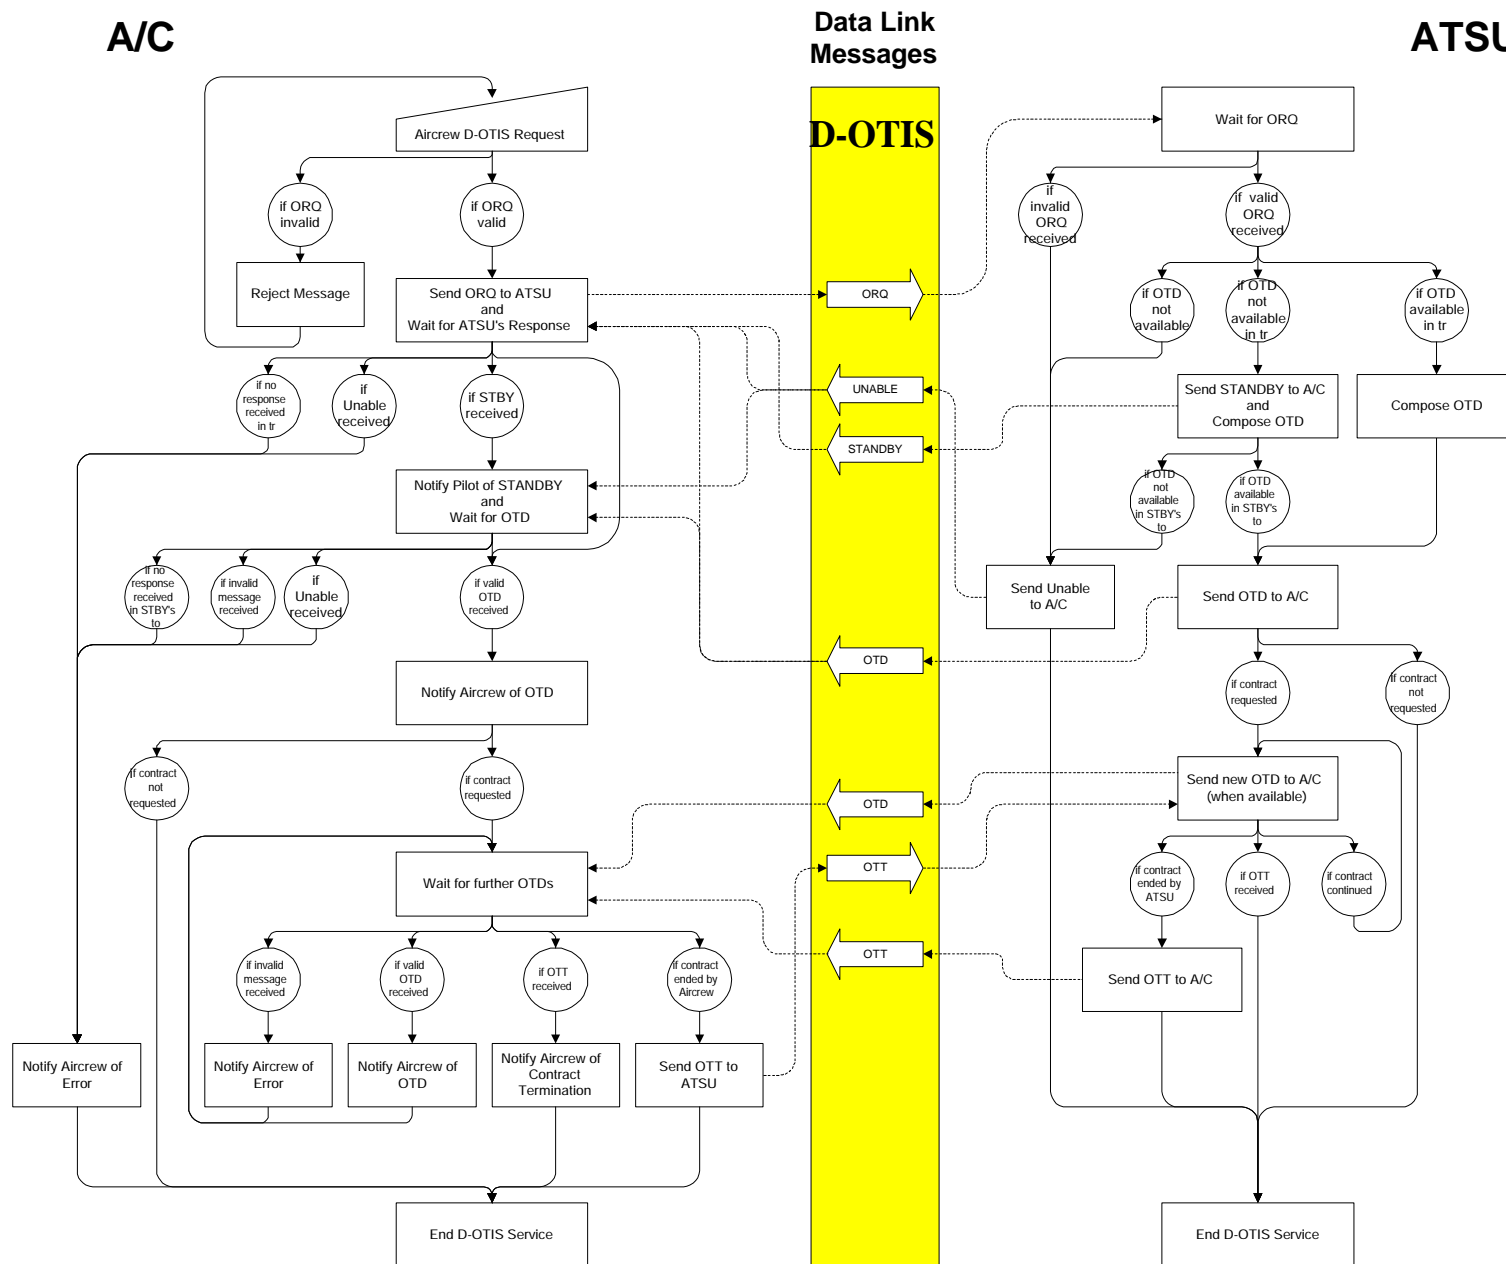 A/C
Data Link
Messages
ATSU
D-OTIS
Aircrew D-OTIS Request
Wait for ORQ
if ORQ
invalid
if ORQ
valid
if
invalid
ORQ
received
if valid
ORQ
received
Reject Message
Send ORQ to ATSU
and
Wait for ATSU's Response
ORQ
if OTD
not
available
if OTD
not
available
in tr
if OTD
available
in tr
if no
response
received
in tr
if
Unable
received
if STBY
received
UNABLE
STANDBY
Send STANDBY to A/C
and
Compose OTD
Compose OTD
Notify Pilot of STANDBY
and
Wait for OTD
if OTD
not
available
in STBY's
to
if OTD
available
in STBY's
to
if no
response
received
in STBY's
to
if invalid
message
received
if
Unable
received
if valid
OTD
received
Send Unable
to A/C
Send OTD to A/C
Notify Aircrew of OTD
OTD
if contract
requested
if contract
not
requested
if contract
not
requested
if contract
requested
OTD
Send new OTD to A/C
(when available)
Wait for further OTDs
OTT
if contract
ended by
ATSU
if OTT
received
if contract
continued
if invalid
message
received
if valid
OTD
received
if OTT
received
if contract
ended by
Aircrew
OTT
Send OTT to A/C
Notify Aircrew of
Error
Notify Aircrew of
Error
Notify Aircrew of
OTD
Notify Aircrew of
Contract
Termination
Send OTT to
ATSU
End D-OTIS Service
End D-OTIS Service